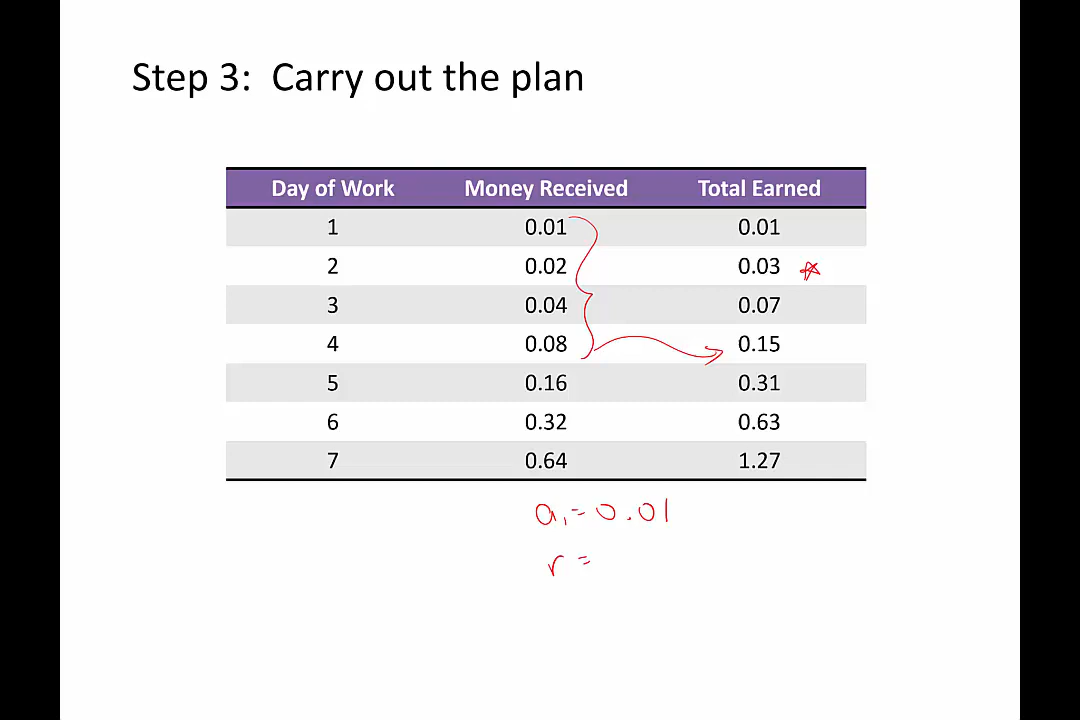 Step 3: Carry out the plan
Day of Work Money Received Total Earned
1 0.01 0.01
2 0.02 0.03
3 0.04 0.07
4 0.08 0.15
5 0.16 0.31
6 0.32 0.63
7 0.64 1.27
a₁ = 0.01
r =